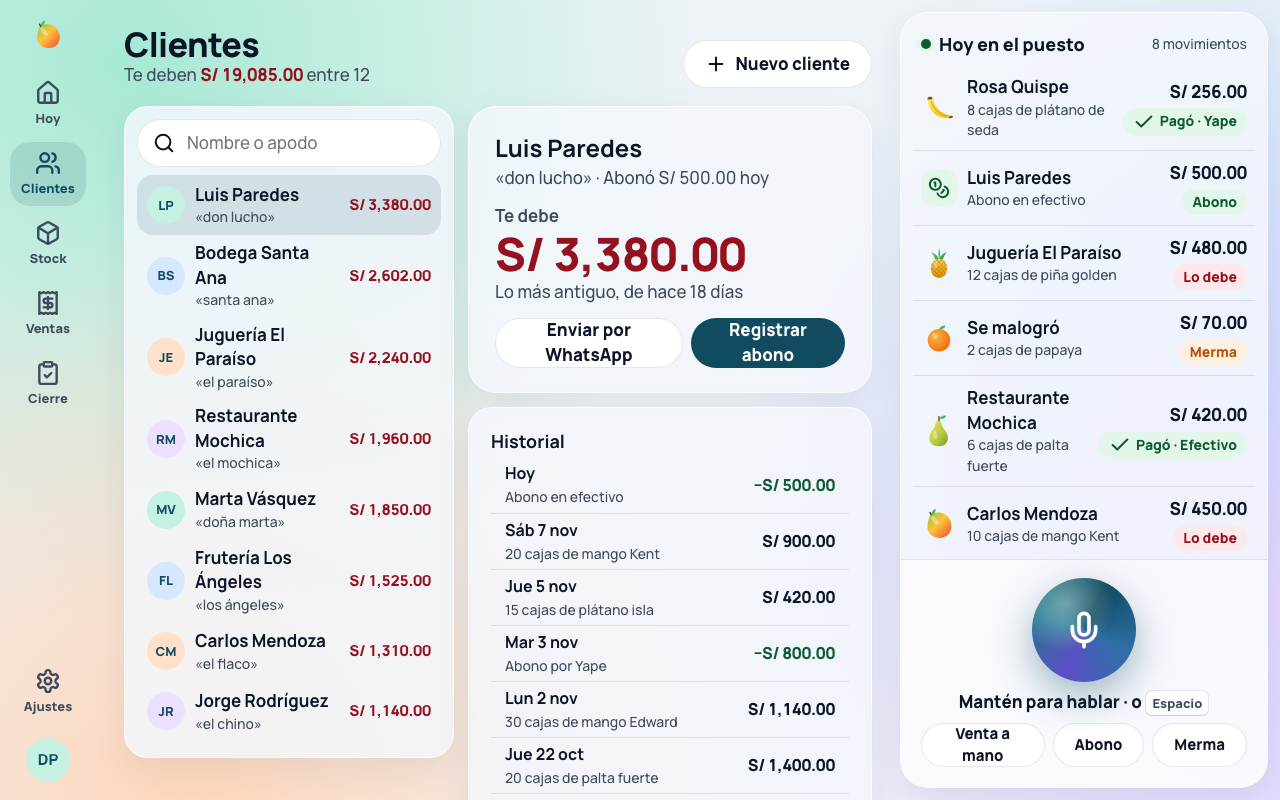 Hoy
Clientes
Stock
Ventas
Cierre
Ajustes
DP
Clientes
Te deben S/ 19,085.00 entre 12
Nuevo cliente
Nombre o apodo
LP
Luis Paredes
«don lucho»
S/ 3,380.00
BS
Bodega Santa
Ana
«santa ana»
S/ 2,602.00
JE
Juguería El
Paraíso
«el paraíso»
S/ 2,240.00
RM
Restaurante
Mochica
«el mochica»
S/ 1,960.00
MV
Marta Vásquez
«doña marta»
S/ 1,850.00
FL
Frutería Los
Ángeles
«los ángeles»
S/ 1,525.00
CM
Carlos Mendoza
«el flaco»
S/ 1,310.00
JR
Jorge Rodríguez
«el chino»
S/ 1,140.00
Luis Paredes
«don lucho» · Abonó S/ 500.00 hoy
Te debe
S/ 3,380.00
Lo más antiguo, de hace 18 días
Enviar por
WhatsApp
Registrar
abono
Historial
Hoy
Abono en efectivo
−S/ 500.00
Sáb 7 nov
20 cajas de mango Kent
S/ 900.00
Jue 5 nov
15 cajas de plátano isla
S/ 420.00
Mar 3 nov
Abono por Yape
−S/ 800.00
Lun 2 nov
30 cajas de mango Edward
S/ 1,140.00
Jue 22 oct
20 cajas de palta fuerte
S/ 1,400.00
Hoy en el puesto
8 movimientos
Rosa Quispe
8 cajas de plátano de
seda
S/ 256.00
Pagó · Yape
Luis Paredes
Abono en efectivo
S/ 500.00
Abono
Juguería El Paraíso
12 cajas de piña golden
S/ 480.00
Lo debe
Se malogró
2 cajas de papaya
S/ 70.00
Merma
Restaurante
Mochica
6 cajas de palta
fuerte
S/ 420.00
Pagó · Efectivo
Carlos Mendoza
10 cajas de mango Kent
S/ 450.00
Lo debe
Mantén para hablar · o Espacio
Venta a
mano
Abono
Merma